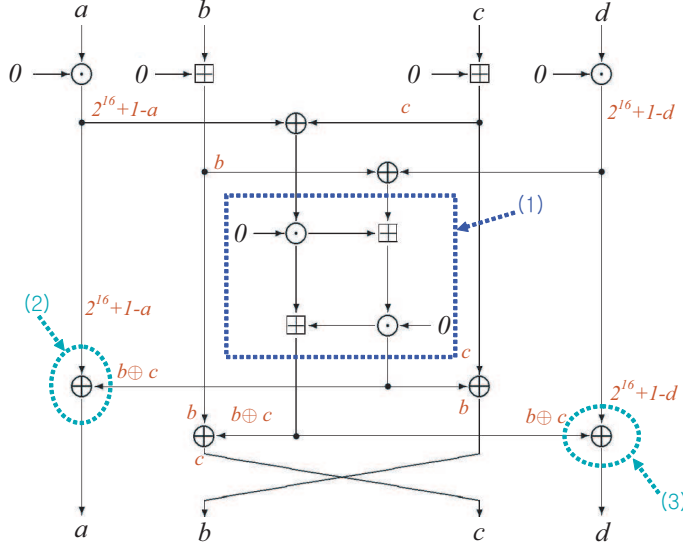 a b c d
0 0 0 0
2^16+1-a c 2^16+1-d
b
(1)
0
(2)
2^16+1-a 0
c
b⊕c
b 2^16+1-d
b b⊕c b⊕c
c
(3)
a b c d